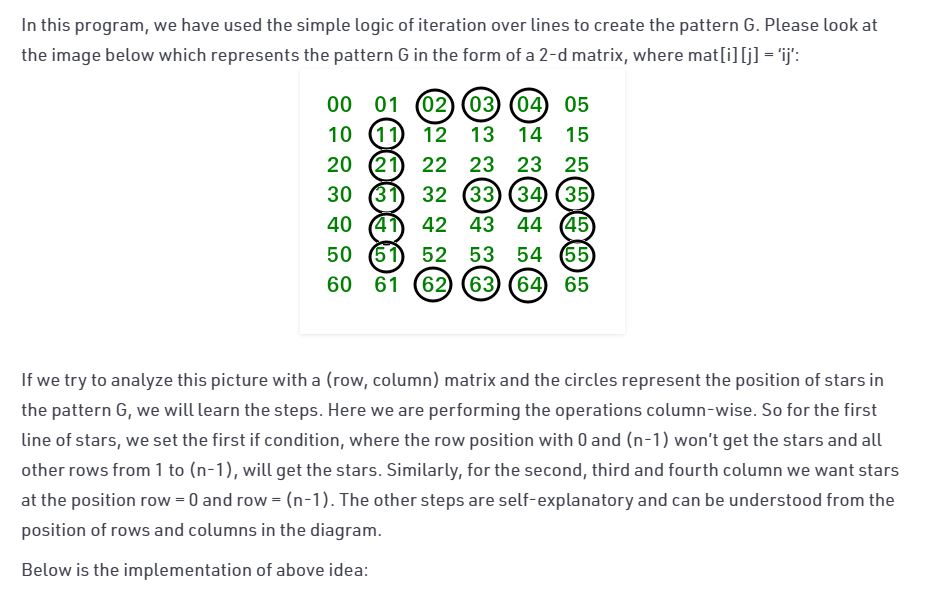 In this program, we have used the simple logic of iteration over lines to create the pattern G. Please look at
the image below which represents the pattern G in the form of a 2-d matrix, where mat[i][j] = ‘ij’:
00 01 02 03 04 05
10 11 12 13 14 15
20 21 22 23 23 25
30 31 32 33 34 35
40 41 42 43 44 45
50 51 52 53 54 55
60 61 62 63 64 65
If we try to analyze this picture with a (row, column) matrix and the circles represent the position of stars in
the pattern G, we will learn the steps. Here we are performing the operations column-wise. So for the first
line of stars, we set the first if condition, where the row position with 0 and (n-1) won’t get the stars and all
other rows from 1 to (n-1), will get the stars. Similarly, for the second, third and fourth column we want stars
at the position row = 0 and row = (n-1). The other steps are self-explanatory and can be understood from the
position of rows and columns in the diagram.
Below is the implementation of above idea: